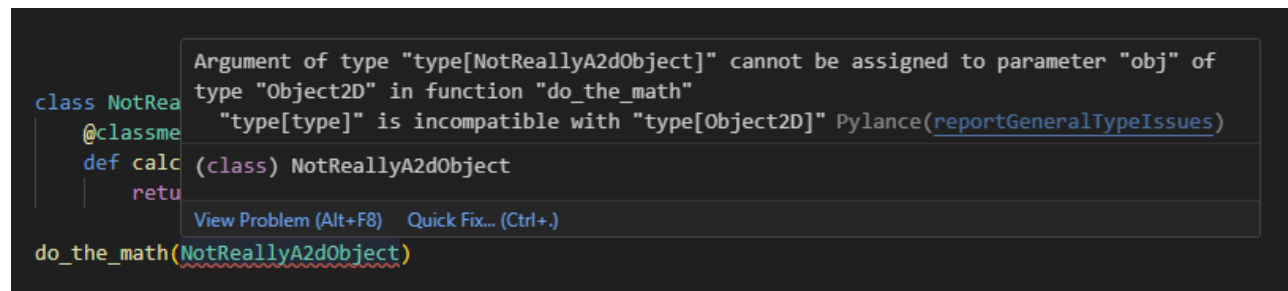 Argument of type "type[NotReallyA2dObject]" cannot be assigned to parameter "obj" of
type "Object2D" in function "do_the_math"
"type[type]" is incompatible with "type[Object2D]" Pylance(reportGeneralTypeIssues)
(class) NotReallyA2dObject
View Problem (Alt+F8) Quick Fix... (Ctrl+.)
class NotRea
@classme
def calc
retu
do_the_math(NotReallyA2dObject)